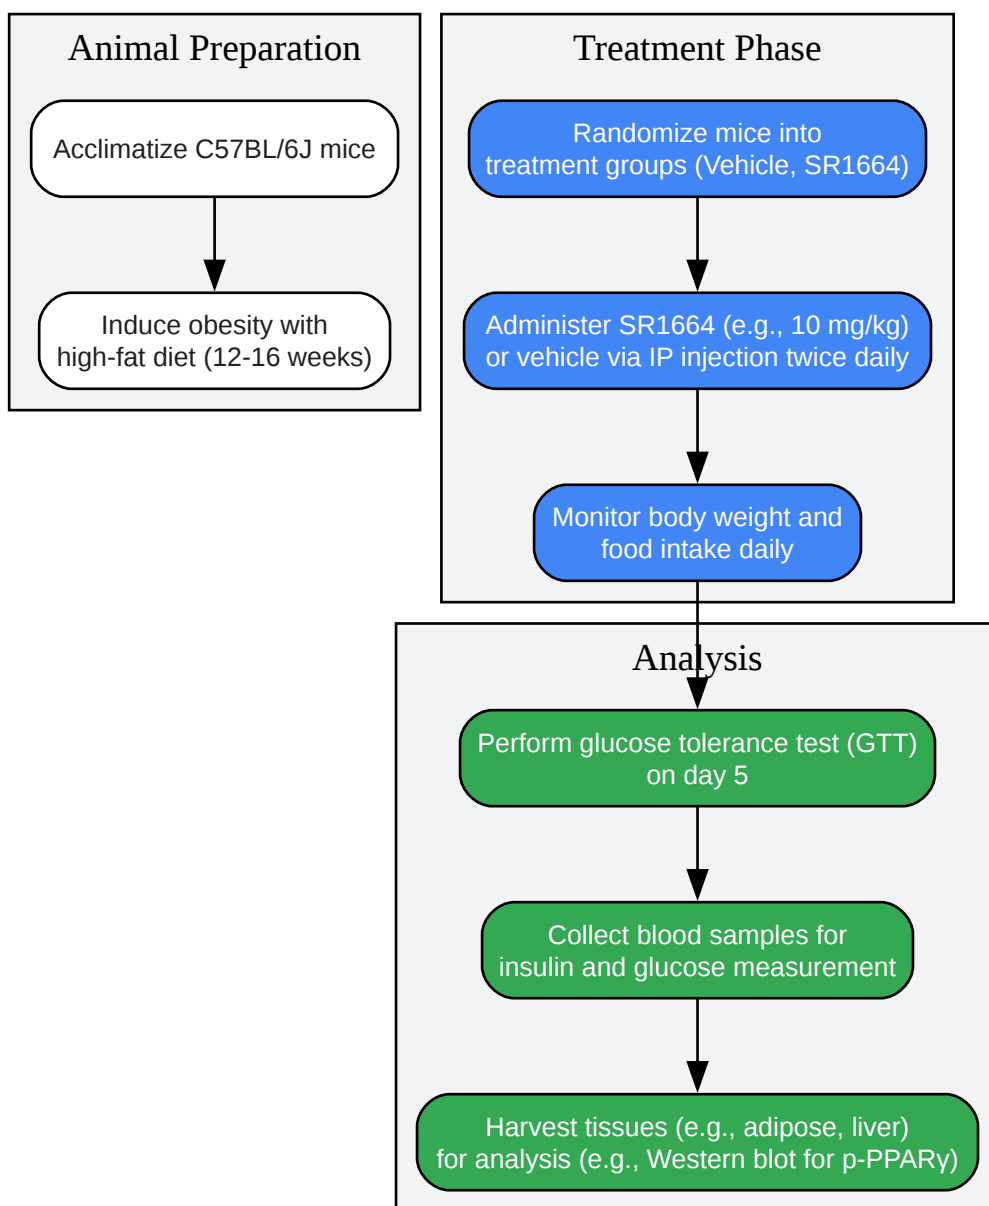 Animal Preparation
Acclimatize C57BL/6J mice
Induce obesity with
high-fat diet (12-16 weeks)
Treatment Phase
Randomize mice into
treatment groups (Vehicle, SR1664)
Administer SR1664 (e.g., 10 mg/kg)
or vehicle via IP injection twice daily
Monitor body weight and
food intake daily
Analysis
Perform glucose tolerance test (GTT)
on day 5
Collect blood samples for
insulin and glucose measurement
Harvest tissues (e.g., adipose, liver)
for analysis (e.g., Western blot for p-PPARγ)